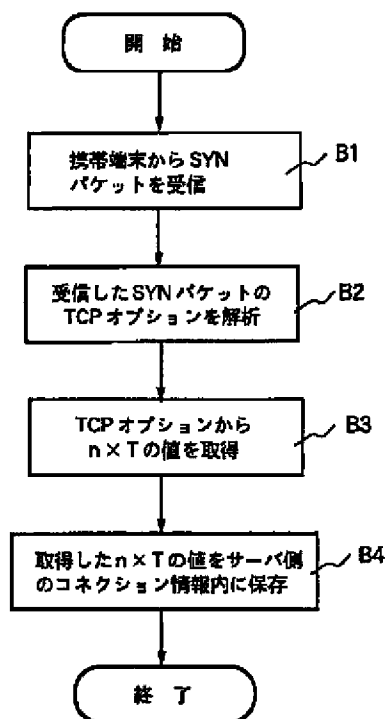 開 始
携帯端末からSYN
パケットを受信
B1
受信したSYNパケットの
TCPオプションを解析
B2
TCPオプションから
n×Tの値を取得
B3
取得したn×Tの値をサーバ側
のコネクション情報内に保存
B4
終 了